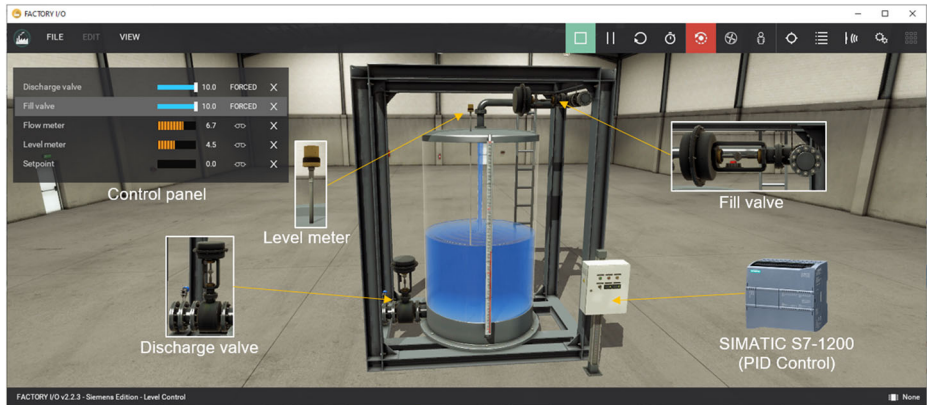 FACTORY I/O
FILE EDIT VIEW
Discharge valve 10.0 FORCED X
Fill valve 10.0 FORCED X
Flow meter 6.7 X
Level meter 4.5 X
Setpoint 0.0 X
Control panel
Level meter
Fill valve
Discharge valve
SIMATIC S7-1200
(PID Control)
FACTORY I/O v2.2.3 - Siemens Edition - Level Control None